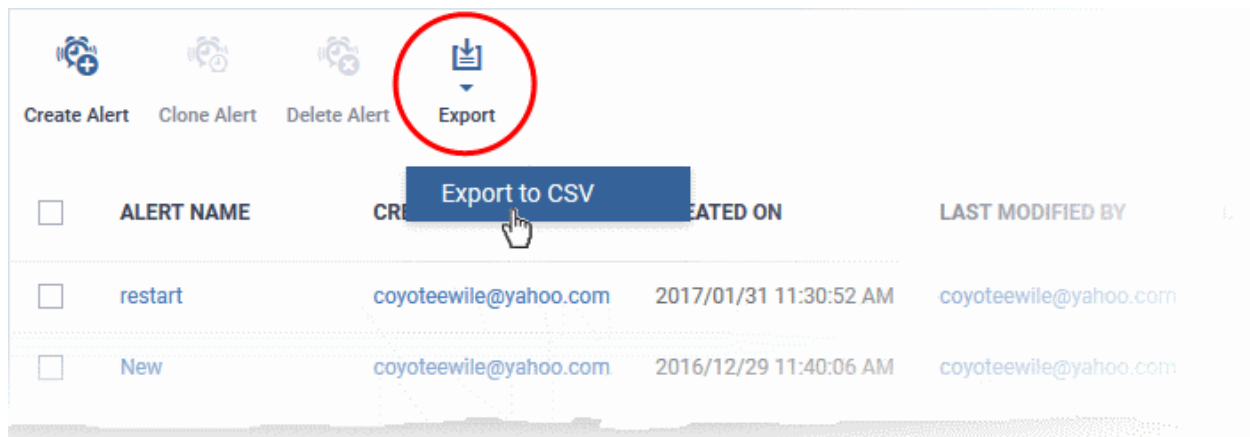 Create Alert Clone Alert Delete Alert Export
Export to CSV
ALERT NAME CRE EATED ON LAST MODIFIED BY
restart coyoteewile@yahoo.com 2017/01/31 11:30:52 AM coyoteewile@yahoo.com
New coyoteewile@yahoo.com 2016/12/29 11:40:06 AM coyoteewile@yahoo.com